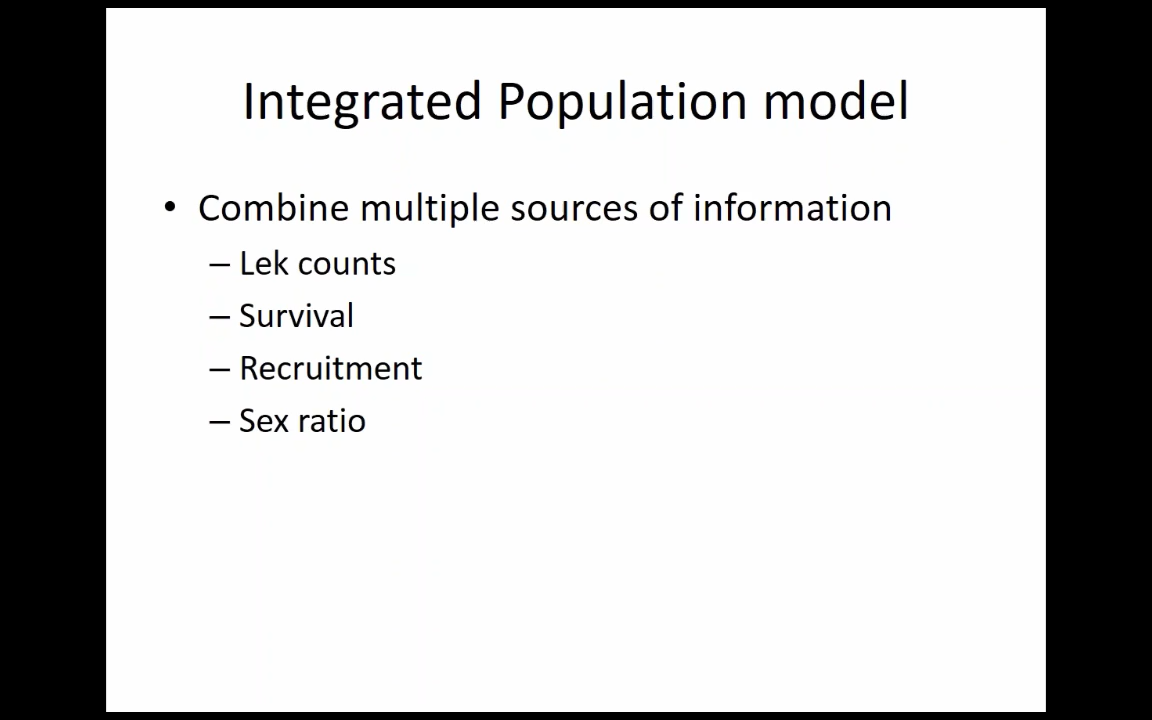 Integrated Population model
• Combine multiple sources of information
– Lek counts
– Survival
– Recruitment
– Sex ratio